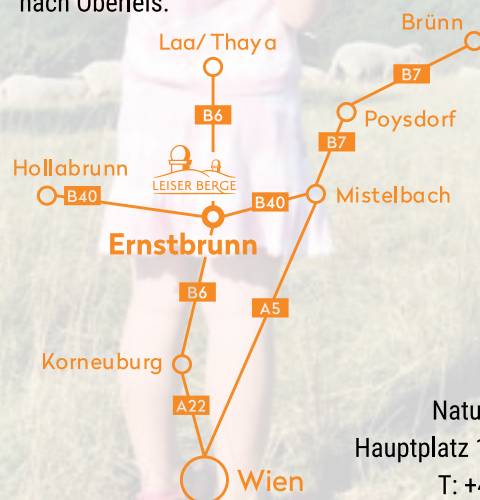 nach Oberleis.
Brünn
Laa/ Thaya
B7
B6
Poysdorf
B7
Hollabrunn
LEISER BERGE
B40
B40
Mistelbach
Ernstbrunn
B6
A5
Korneuburg
A22
Natu
Hauptplatz 1
Wien
T: +4